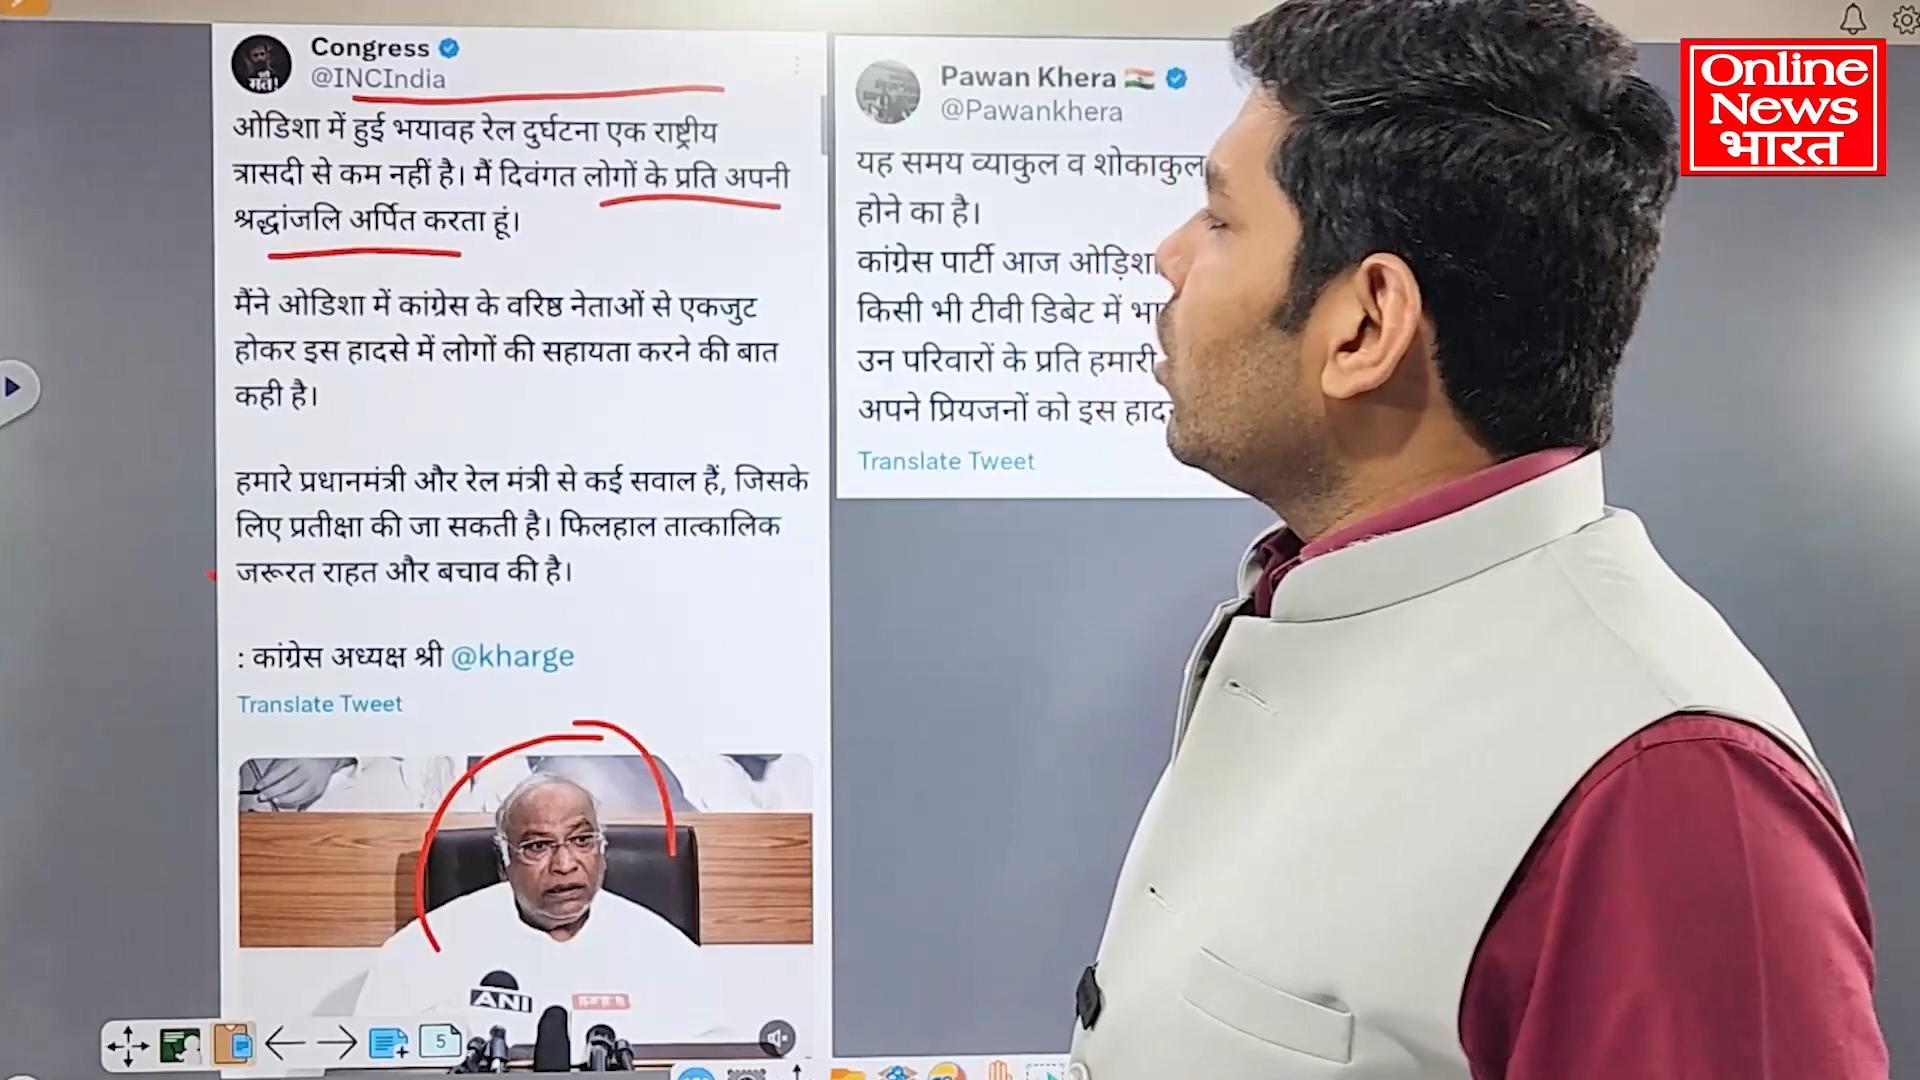 Congress
@INCIndia
ओडिशा में हुई भयावह रेल दुर्घटना एक राष्ट्रीय
त्रासदी से कम नहीं है। मैं दिवंगत लोगों के प्रति अपनी
श्रद्धांजलि अर्पित करता हूं।
मैंने ओडिशा में कांग्रेस के वरिष्ठ नेताओं से एकजुट
होकर इस हादसे में लोगों की सहायता करने की बात
कही है।
हमारे प्रधानमंत्री और रेल मंत्री से कई सवाल हैं, जिसके
लिए प्रतीक्षा की जा सकती है। फिलहाल तात्कालिक
जरूरत राहत और बचाव की है।
: कांग्रेस अध्यक्ष श्री @kharge
Translate Tweet
ANI
5
Pawan Khera
@Pawankhera
यह समय व्याकुल व शोकाकुल
होने का है।
कांग्रेस पार्टी आज ओड़िशा
किसी भी टीवी डिबेट में
उन परिवारों के प्रति हमारी
अपने प्रियजनों को इस
Translate Tweet
Online
News
भारत